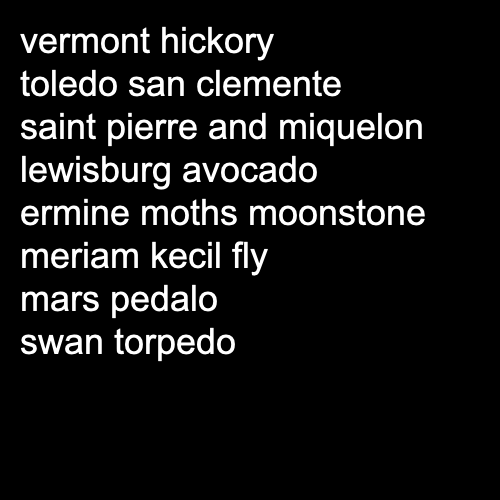 vermont hickory
toledo san clemente
saint pierre and miquelon
lewisburg avocado
ermine moths moonstone
meriam kecil fly
mars pedalo
swan torpedo